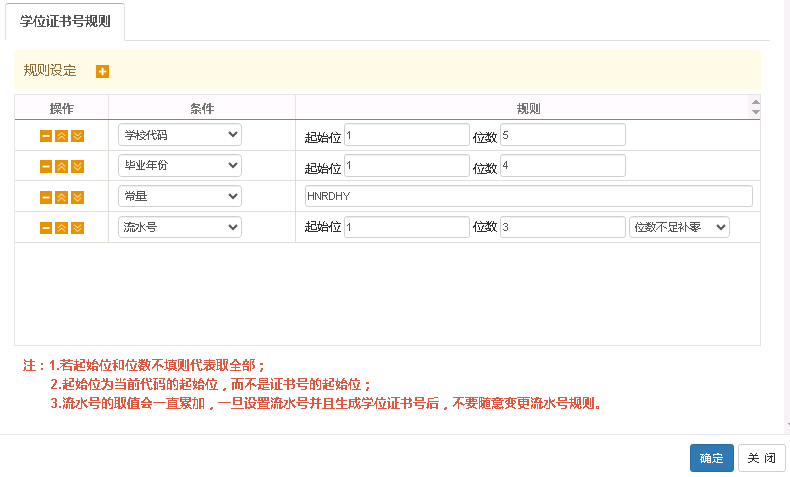 学位证书号规则
规则设定
操作 条件 规则
学校代码 起始位 1 位数 5
毕业年份 起始位 1 位数 4
常量 HNRDHY
流水号 起始位 1 位数 3 位数不足补零
注：1.若起始位和位数不填则代表取全部；
2.起始位为当前代码的起始位，而不是证书号的起始位；
3.流水号的取值会一直累加，一旦设置流水号并且生成学位证书号后，不要随意变更流水号规则。
确定 关 闭